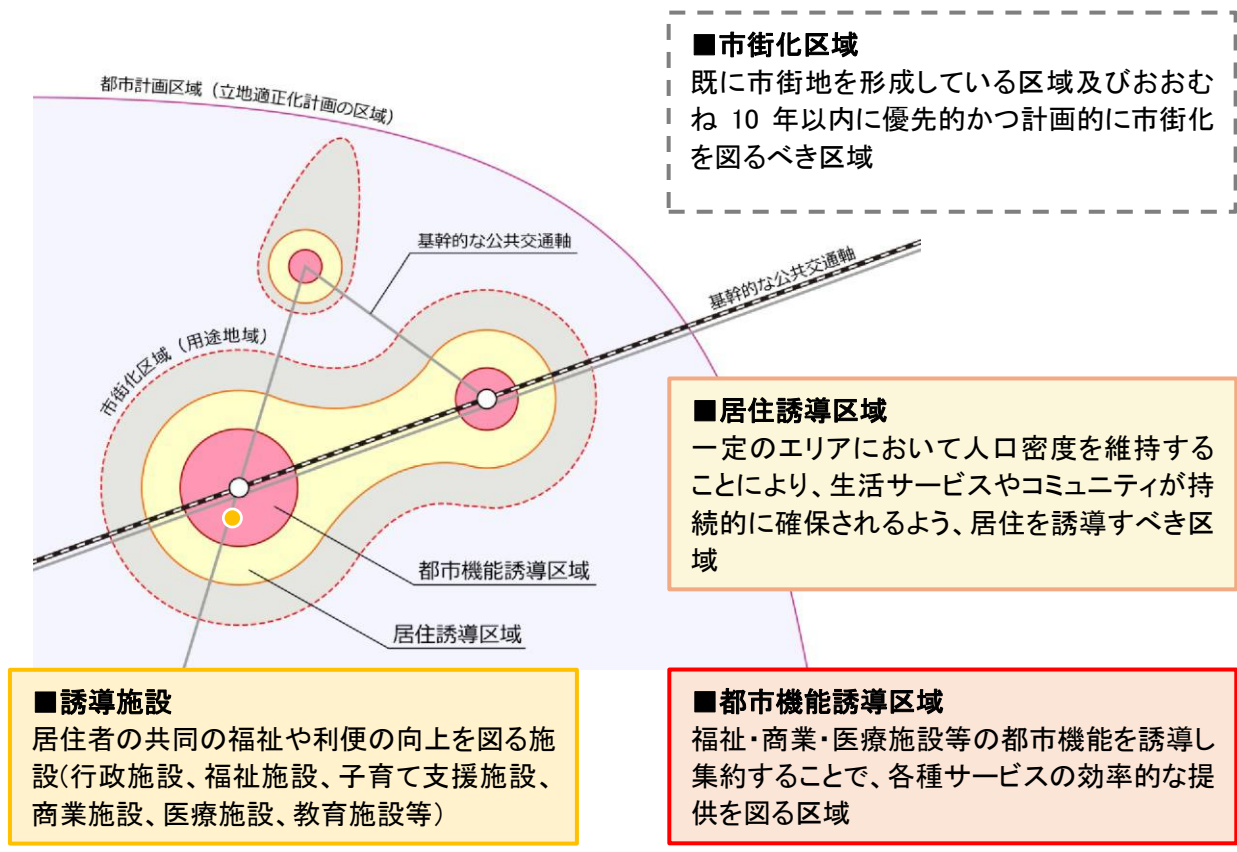 ■市街化区域
既に市街地を形成している区域及びおおむ
ね 10 年以内に優先的かつ計画的に市街化
を図るべき区域
都市計画区域（立地適正化計画の区域）
基幹的な公共交通軸
基幹的な公共交通軸
市街化区域（用途地域）
都市機能誘導区域
居住誘導区域
■居住誘導区域
一定のエリアにおいて人口密度を維持する
ことにより、生活サービスやコミュニティが持
続的に確保されるよう、居住を誘導すべき区
域
■誘導施設
居住者の共同の福祉や利便の向上を図る施
設(行政施設、福祉施設、子育て支援施設、
商業施設、医療施設、教育施設等)
■都市機能誘導区域
福祉・商業・医療施設等の都市機能を誘導し
集約することで、各種サービスの効率的な提
供を図る区域